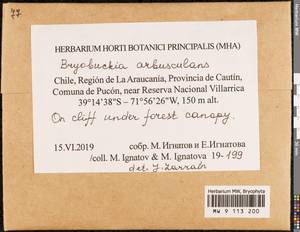 47
HERBARIUM HORTI BOTANICI PRINCIPALIS (MHA)
Bryobuckia arbusculans
Chile, Región de La Araucanía, Provincia de Cautín,
Comuna de Pucón, near Reserva Nacional Villarrica
39°14'38"S – 71°56'26"W, 150 m alt.
On cliff under forest canopy.
15.VI.2019
собр. М. Игнатов и Е.Игнатова
/coll. M. Ignatov & M. Ignatova 19-199
det. J. Larraín
Herbarium MW, Bryophyta
MW 9 113 200